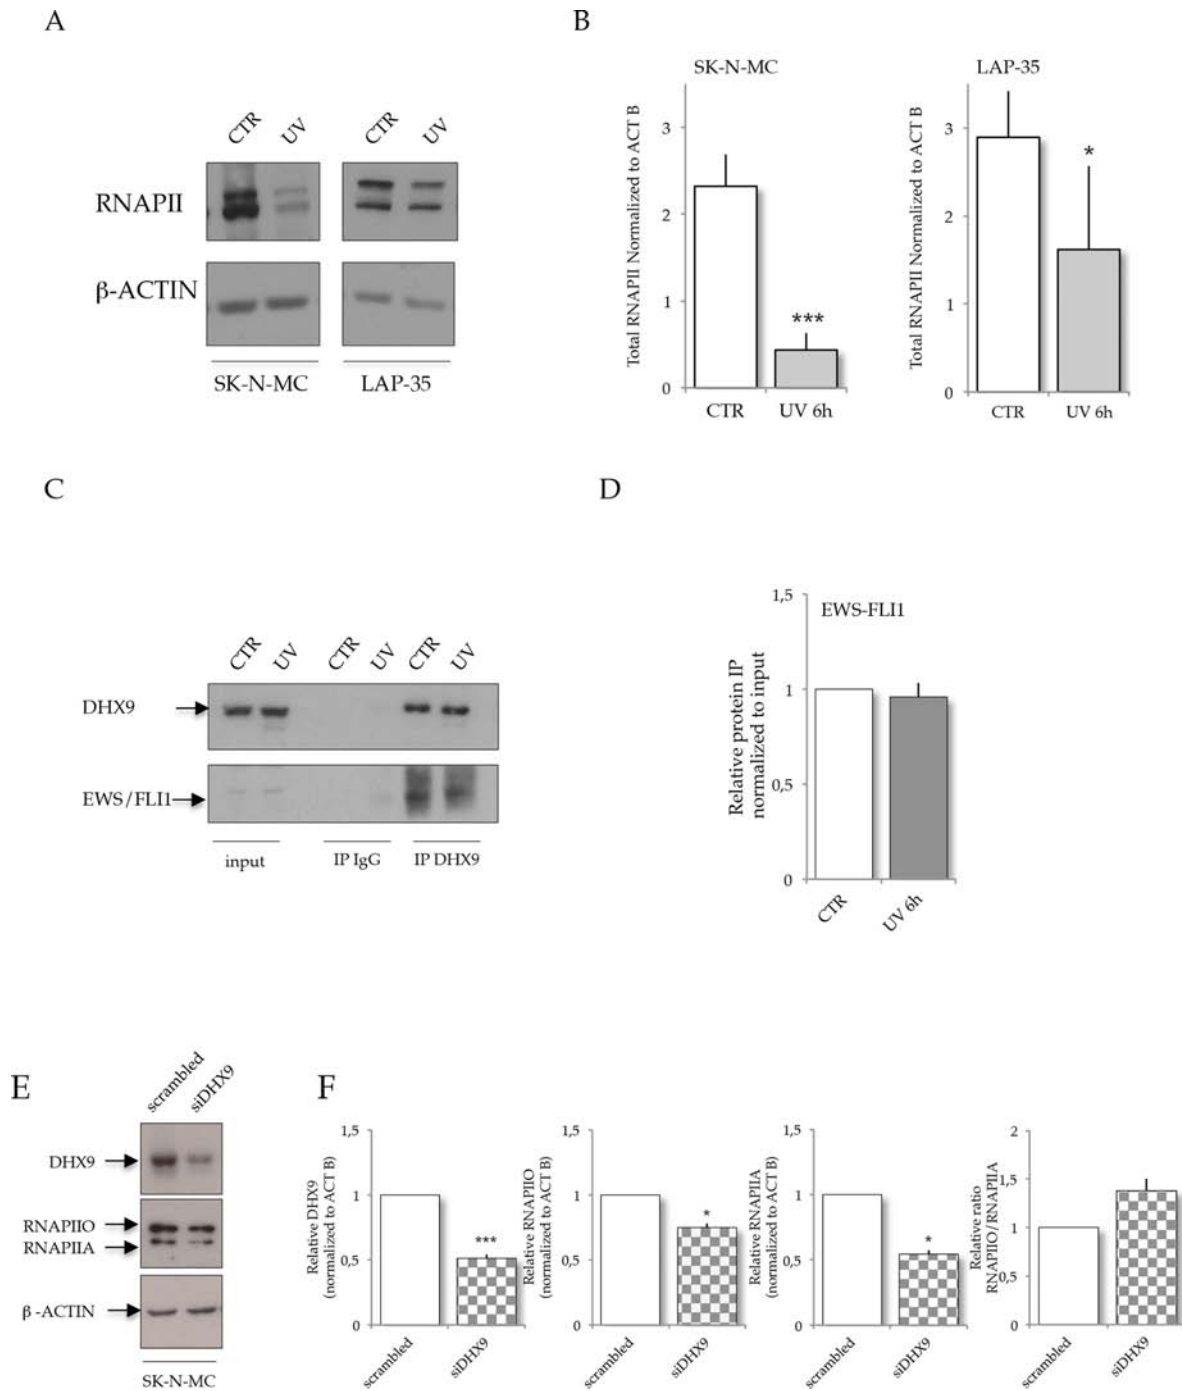 A
CTR UV CTR UV
RNAPII
β-ACTIN
SK-N-MC LAP-35
B
SK-N-MC
Total RNAPII Normalized to ACT B
3
2
1
0
***
CTR UV 6h
LAP-35
Total RNAPII Normalized to ACT B
3
2
1
0
*
CTR UV 6h
C
CTR UV CTR UV CTR UV
DHX9
EWS/FLI1
input IP IgG IP DHX9
D
EWS-FLI1
Relative protein IP
normalized to input
1,5
1
0,5
0
CTR UV 6h
E
scrambled siDHX9
DHX9
RNAPIIO
RNAPIIA
β-ACTIN
SK-N-MC
F
Relative DHX9
(normalized to ACT B)
1,5
1
0,5
0
***
scrambled siDHX9
Relative RNAPIIO
(normalized to ACT B)
1,5
1
0,5
0
*
scrambled siDHX9
Relative RNAPIIA
(normalized to ACT B)
1,5
1
0,5
0
*
scrambled siDHX9
Relative ratio
RNAPIIO/RNAPIIA
2
1,5
1
0,5
0
scrambled siDHX9